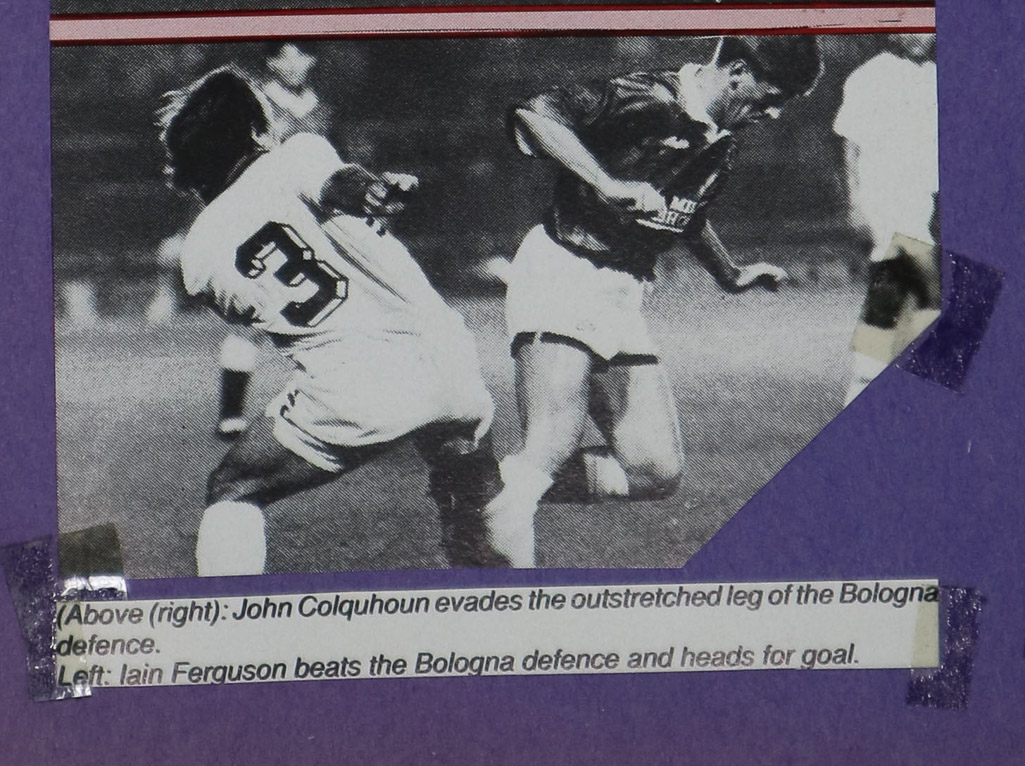 3
(Above (right): John Colquhoun evades the outstretched leg of the Bologna
defence.
Left: Iain Ferguson beats the Bologna defence and heads for goal.